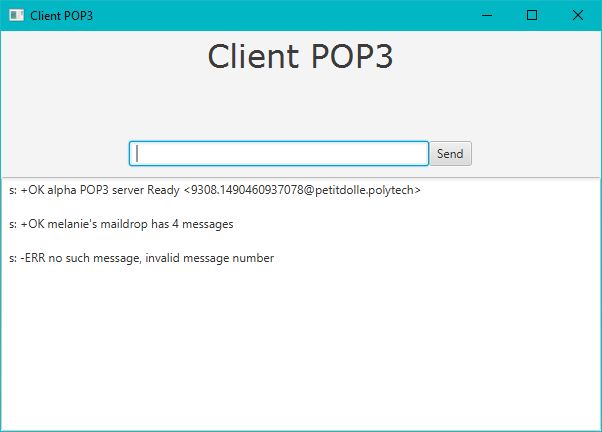 Client POP3
Client POP3
Send
s: +OK alpha POP3 server Ready <9308.1490460937078@petitdolle.polytech>
s: +OK melanie's maildrop has 4 messages
s: -ERR no such message, invalid message number